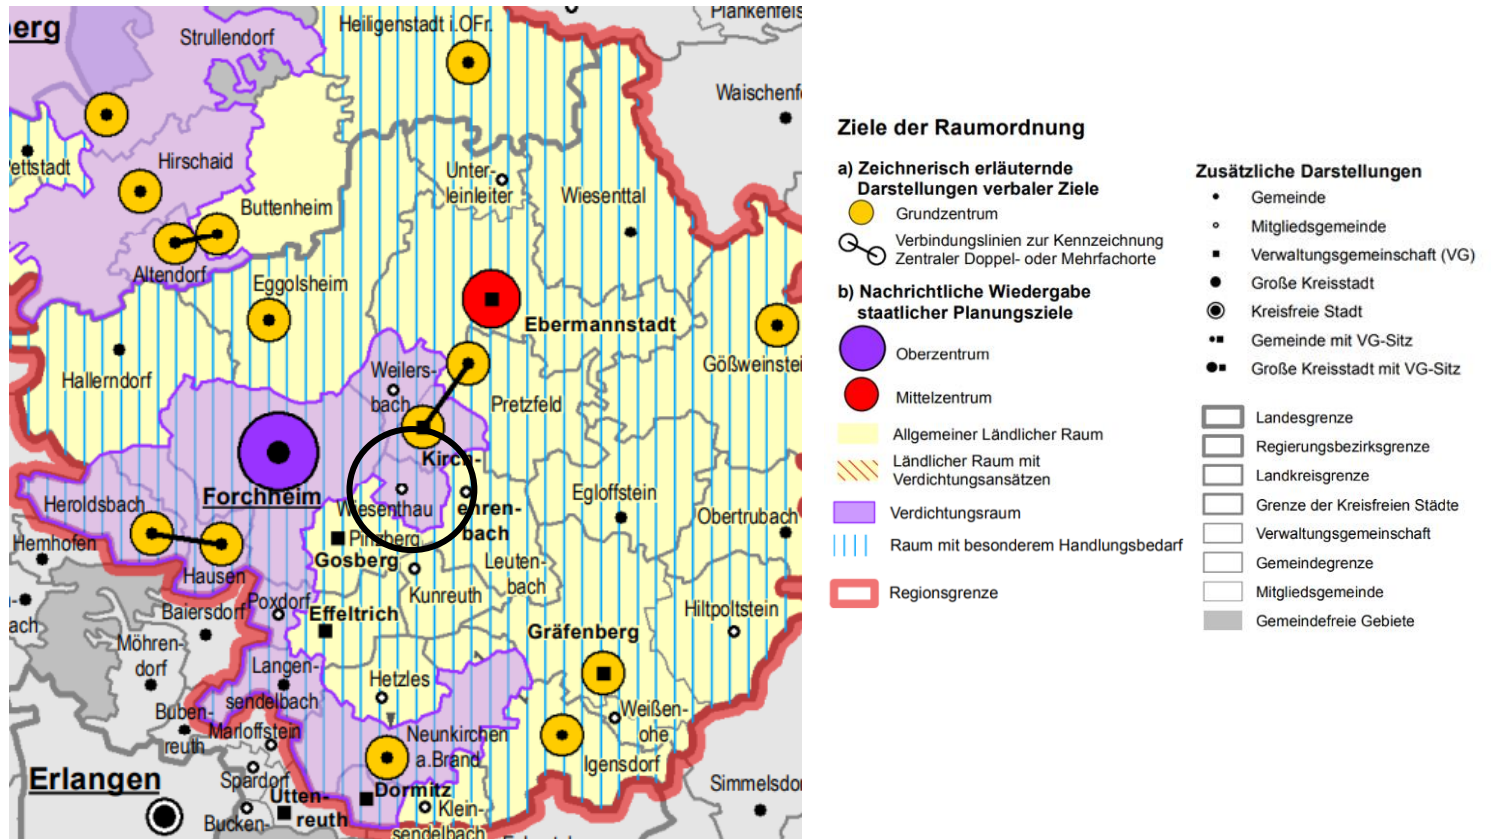 erg
Strullendorf
Heiligenstadt i.OFr.
Plankenfels
Waischenf
Pettstadt
Hirschaid
Buttenheim
Altendorf
Unter-
leinleiter
Wiesenttal
Eggolsheim
Ebermannstadt
Hallerndorf
Gößweinstei
Weilers-
bach
Pretzfeld
Kirch-
ehren-
bach
Forchheim
Heroldsbach
Wiesenthau
Egloffstein
Obertrubach
Hemhofen
Pinzberg
Gosberg
Hausen
Leuten-
bach
Kunreuth
ach
Baiersdorf
Poxdorf
Effeltrich
Hiltpoltstein
Möhren-
dorf
Gräfenberg
Langen-
sendelbach
Hetzles
Buben-
reuth
Marloffstein
Neunkirchen
a.Brand
Weißen-
ohe
Igensdorf
Erlangen
Spardorf
Utten-
reuth
Dormitz
Klein-
sendelbach
Simmelsdor
Bucken-
Ziele der Raumordnung
a) Zeichnerisch erläuternde
Darstellungen verbaler Ziele
Grundzentrum
Verbindungslinien zur Kennzeichnung
Zentraler Doppel- oder Mehrfachorte
b) Nachrichtliche Wiedergabe
staatlicher Planungsziele
Oberzentrum
Mittelzentrum
Allgemeiner Ländlicher Raum
Ländlicher Raum mit
Verdichtungsansätzen
Verdichtungsraum
Raum mit besonderem Handlungsbedarf
Regionsgrenze
Zusätzliche Darstellungen
Gemeinde
Mitgliedsgemeinde
Verwaltungsgemeinschaft (VG)
Große Kreisstadt
Kreisfreie Stadt
Gemeinde mit VG-Sitz
Große Kreisstadt mit VG-Sitz
Landesgrenze
Regierungsbezirksgrenze
Landkreisgrenze
Grenze der Kreisfreien Städte
Verwaltungsgemeinschaft
Gemeindegrenze
Mitgliedsgemeinde
Gemeindefreie Gebiete